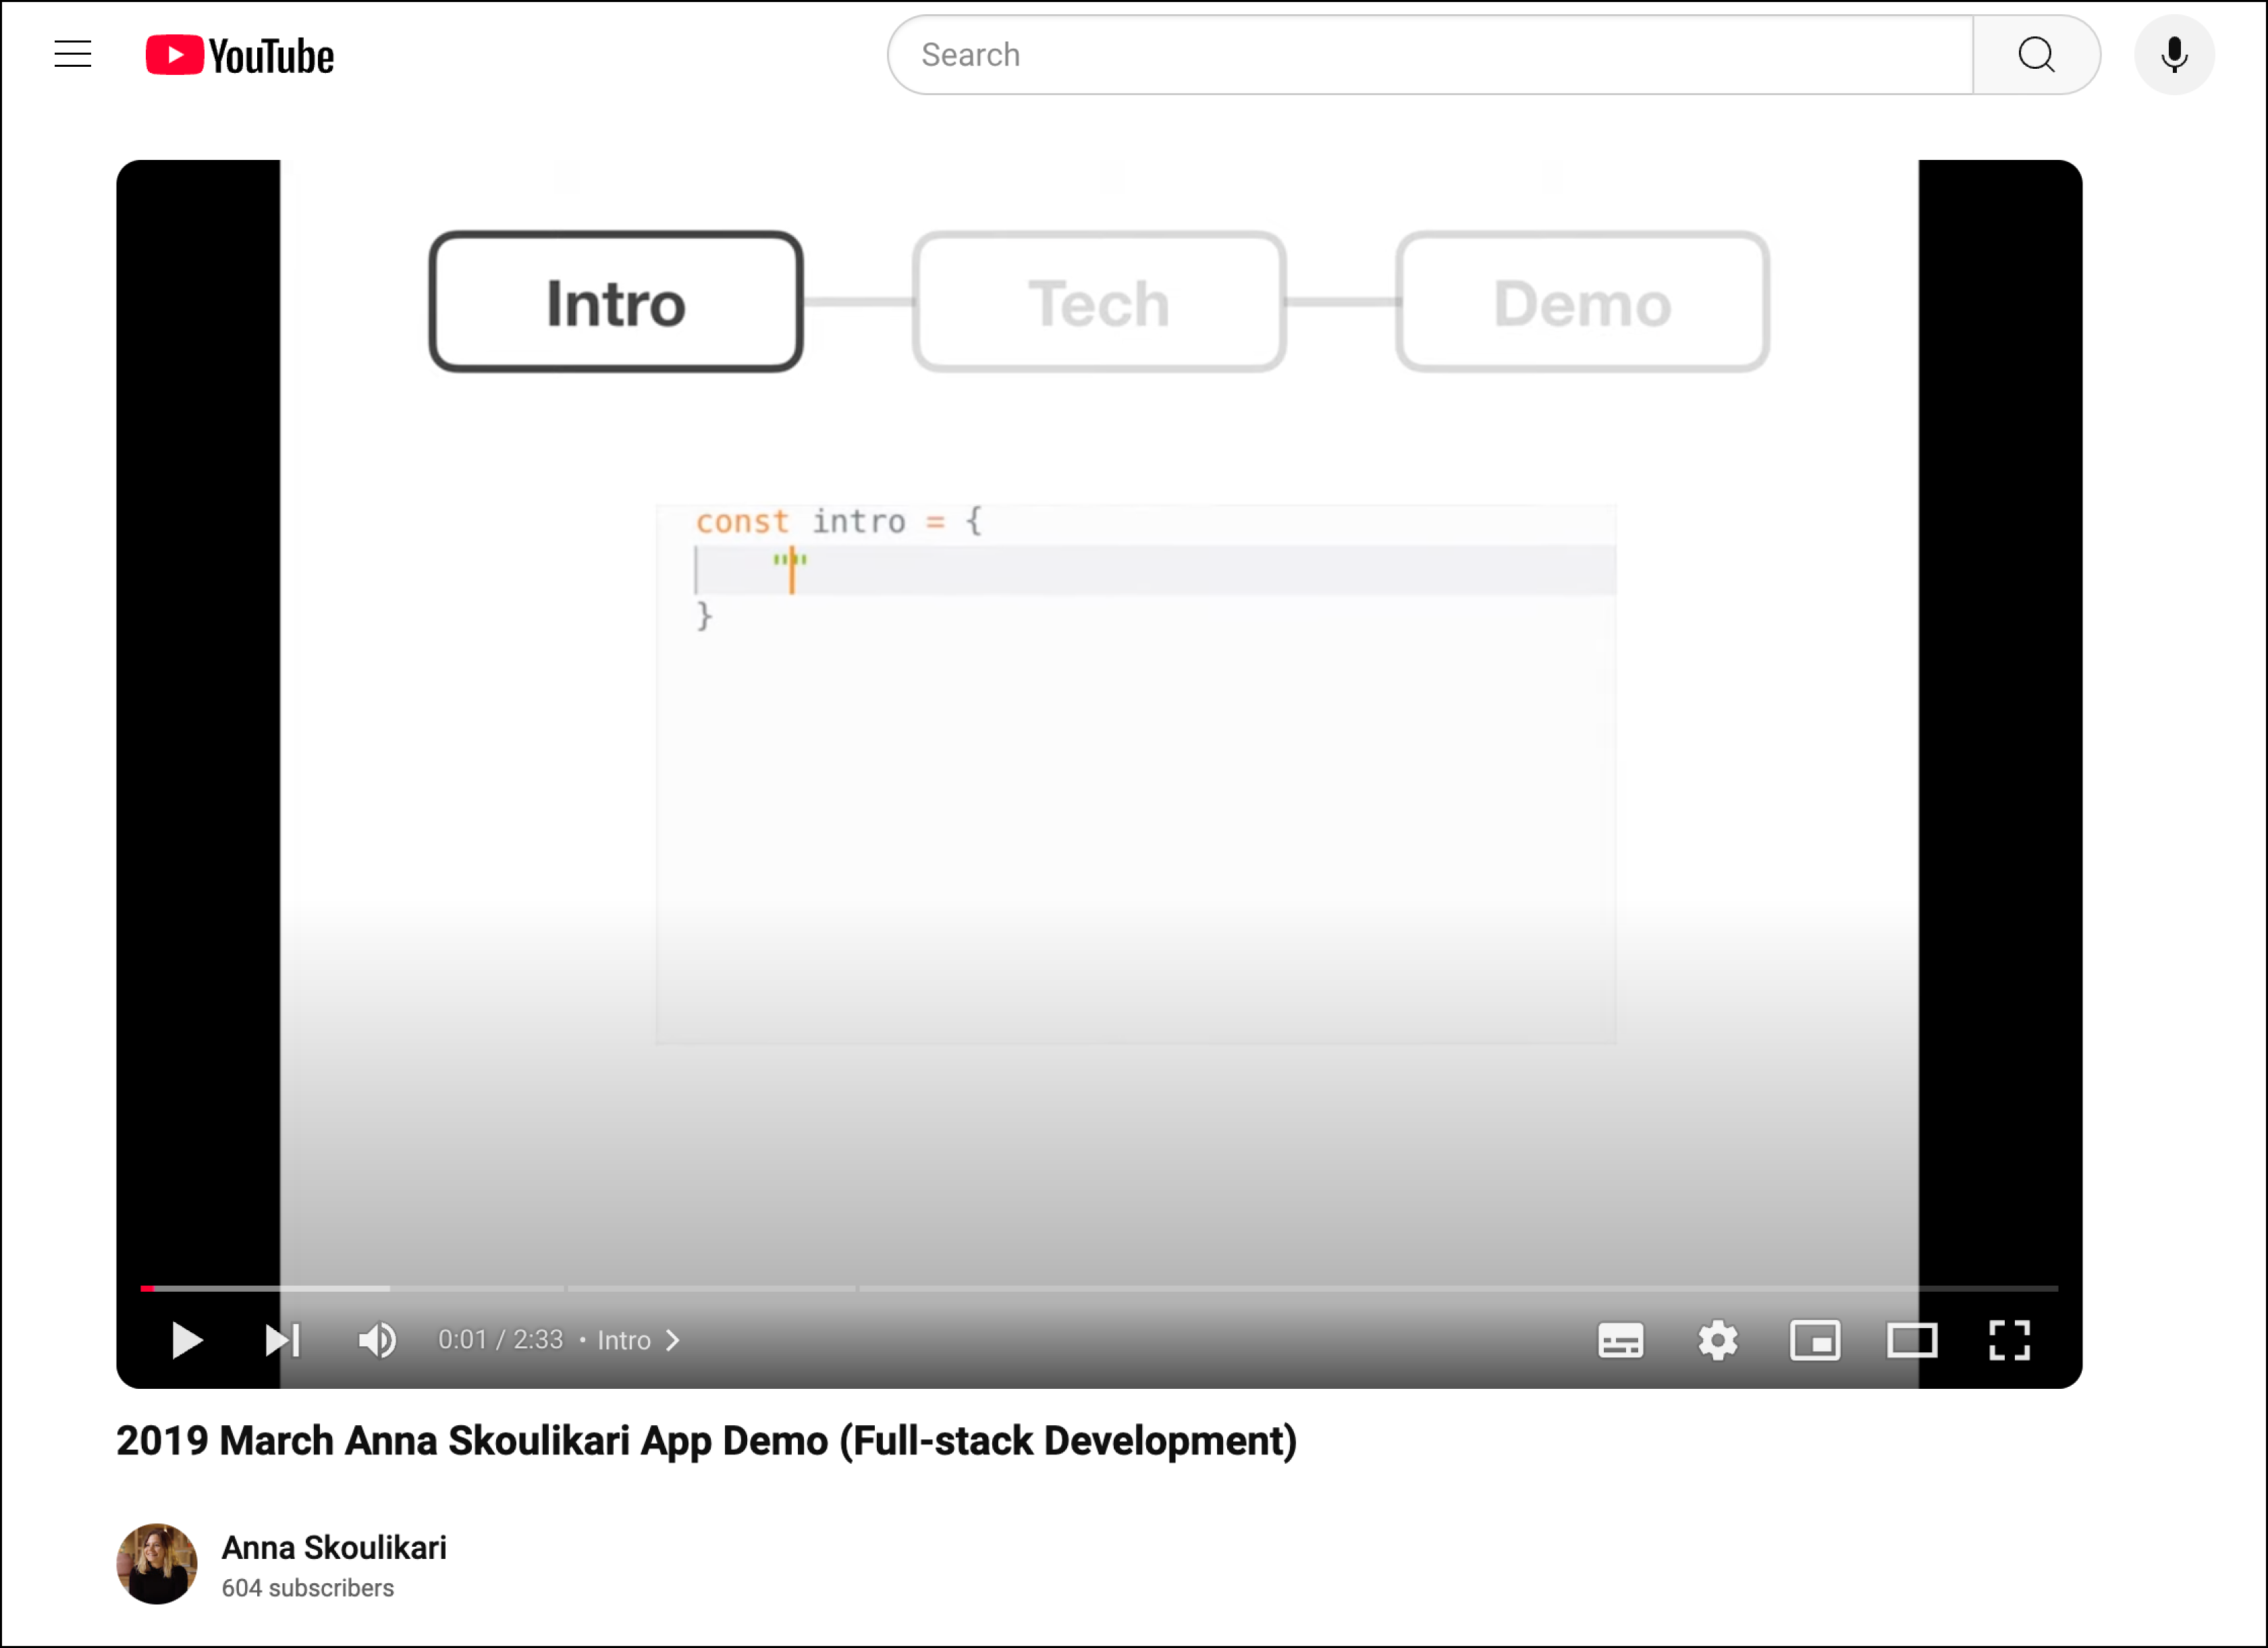 YouTube
Search
Intro
Tech
Demo
const intro = {
""
}
0:01 / 2:33 • Intro
2019 March Anna Skoulikari App Demo (Full-stack Development)
Anna Skoulikari
604 subscribers